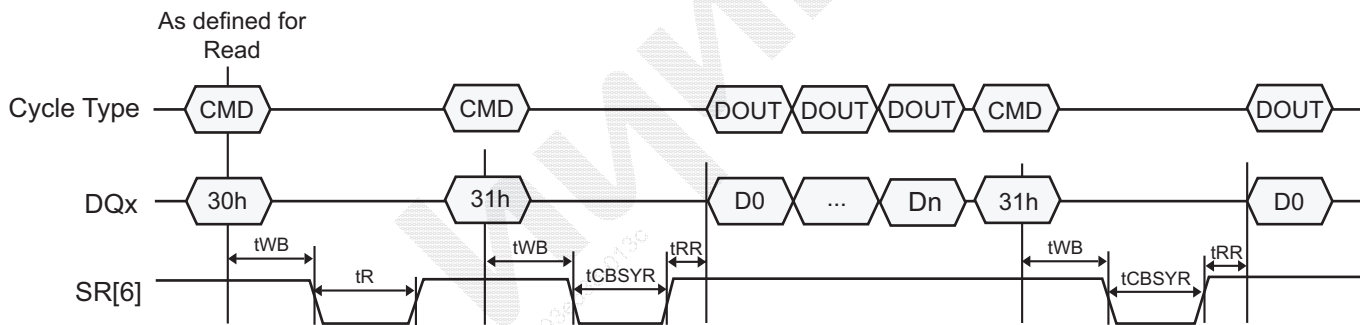 As defined for
Read
Cycle Type CMD CMD DOUT DOUT DOUT CMD DOUT
DQx 30h 31h D0 ... Dn 31h D0
tWB tWB tRR tWB tRR
tR tCBSYR tCBSYR
SR[6]